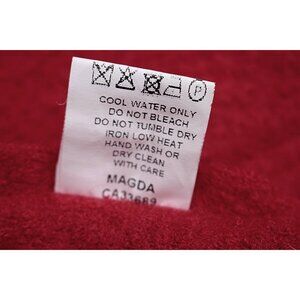 P
COOL WATER ONLY
DO NOT BLEACH
DO NOT TUMBLE DRY
IRON LOW HEAT
HAND WASH OR
DRY CLEAN
WITH CARE
MAGDA
CA33689